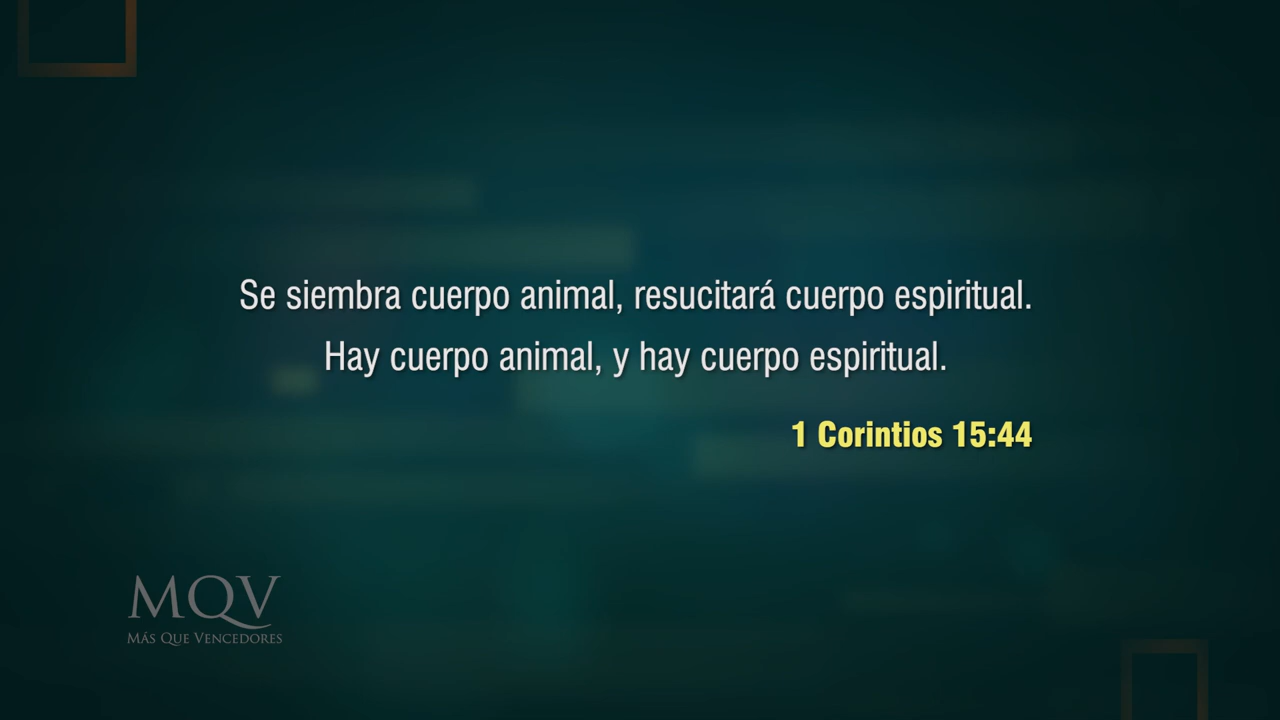 Se siembra cuerpo animal, resucitará cuerpo espiritual.
Hay cuerpo animal, y hay cuerpo espiritual.
1 Corintios 15:44
MQV
MÁS QUE VENCEDORES